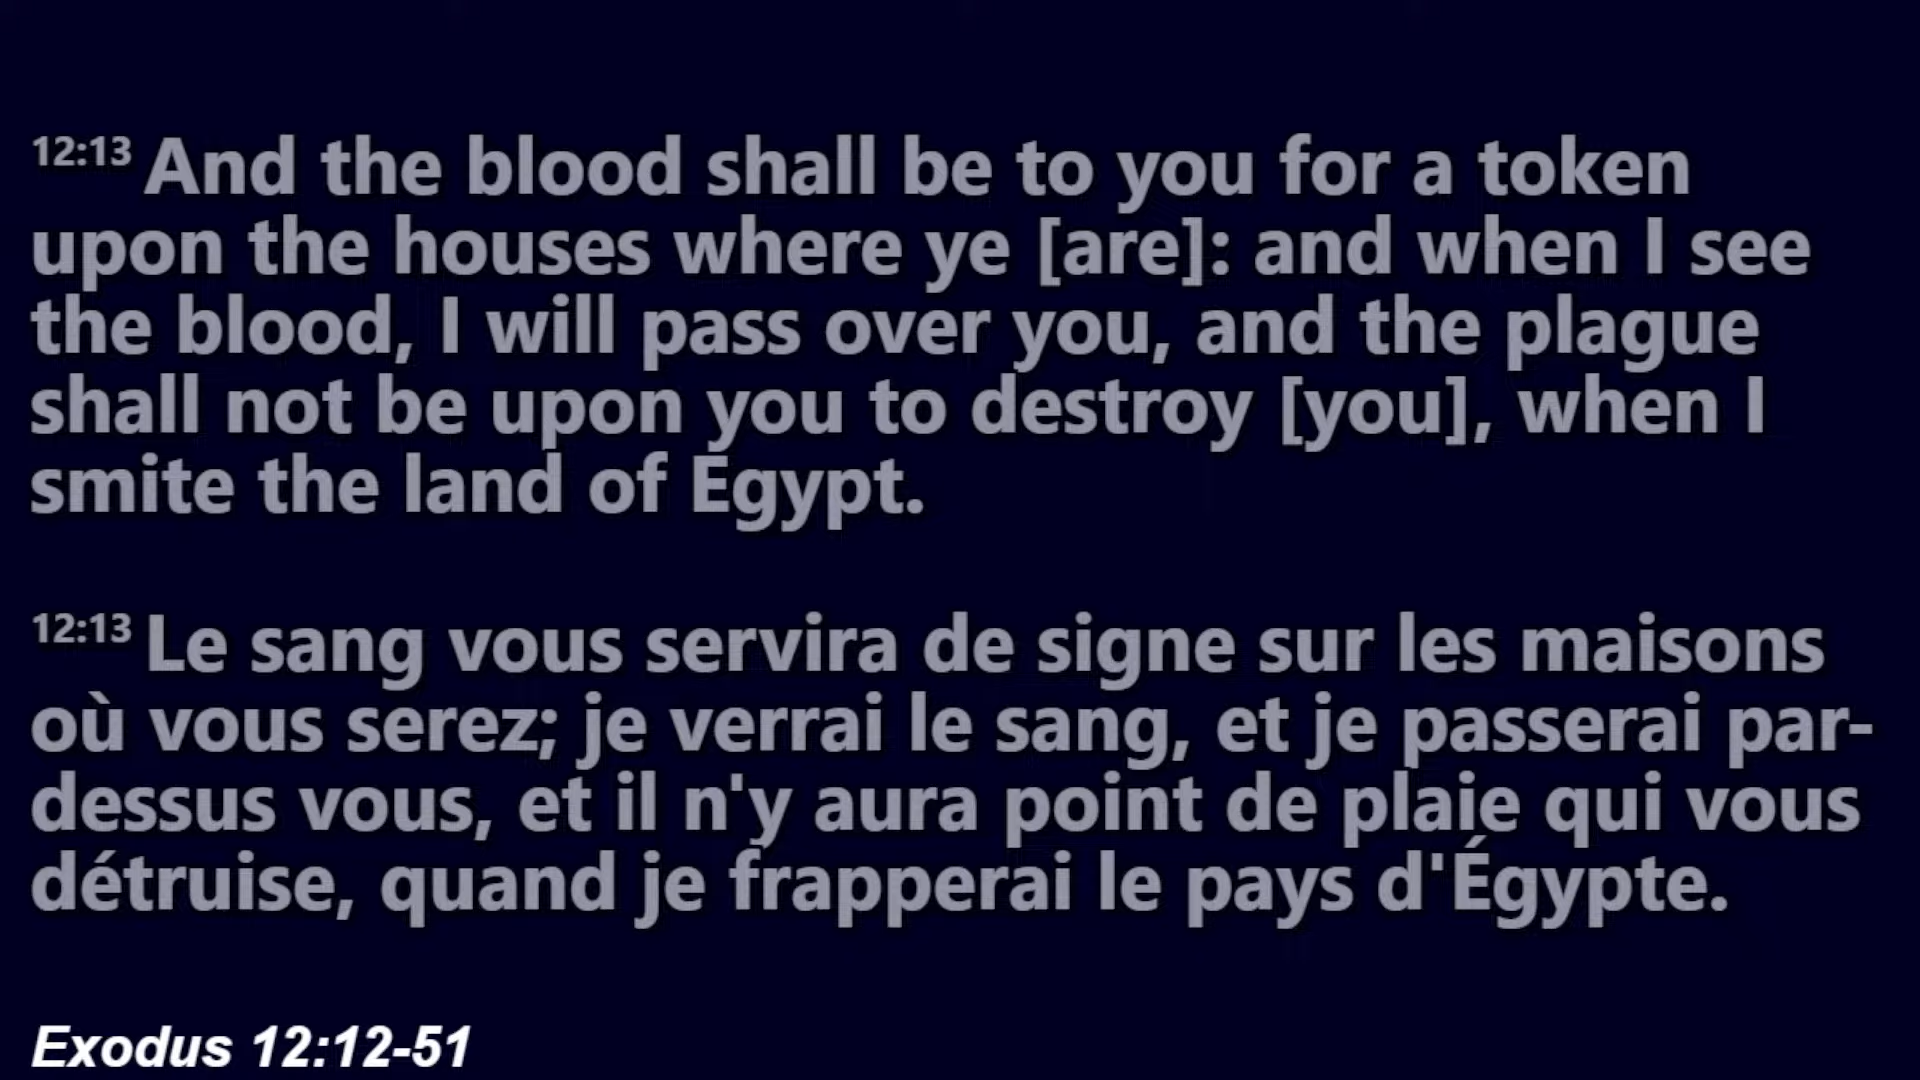 12:13 And the blood shall be to you for a token
upon the houses where ye [are]: and when I see
the blood, I will pass over you, and the plague
shall not be upon you to destroy [you], when I
smite the land of Egypt.
12:13 Le sang vous servira de signe sur les maisons
où vous serez; je verrai le sang, et je passerai par-
dessus vous, et il n'y aura point de plaie qui vous
détruise, quand je frapperai le pays d'Égypte.
Exodus 12:12-51